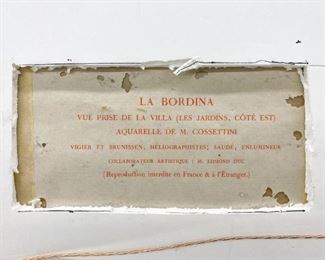 LA BORDINA
VUE PRISE DE LA VILLA (LES JARDINS, CÔTÉ EST)
AQUARELLE DE M. COSSETTINI
VIGIER ET BRUNISSEN, HÉLIOGRAPHISTES; SAUDÉ, ENLUMINEUR
COLLABORATEUR ARTISTIQUE : M. EDMOND DUC
(Reproduction interdite en France & à l'Étranger.)